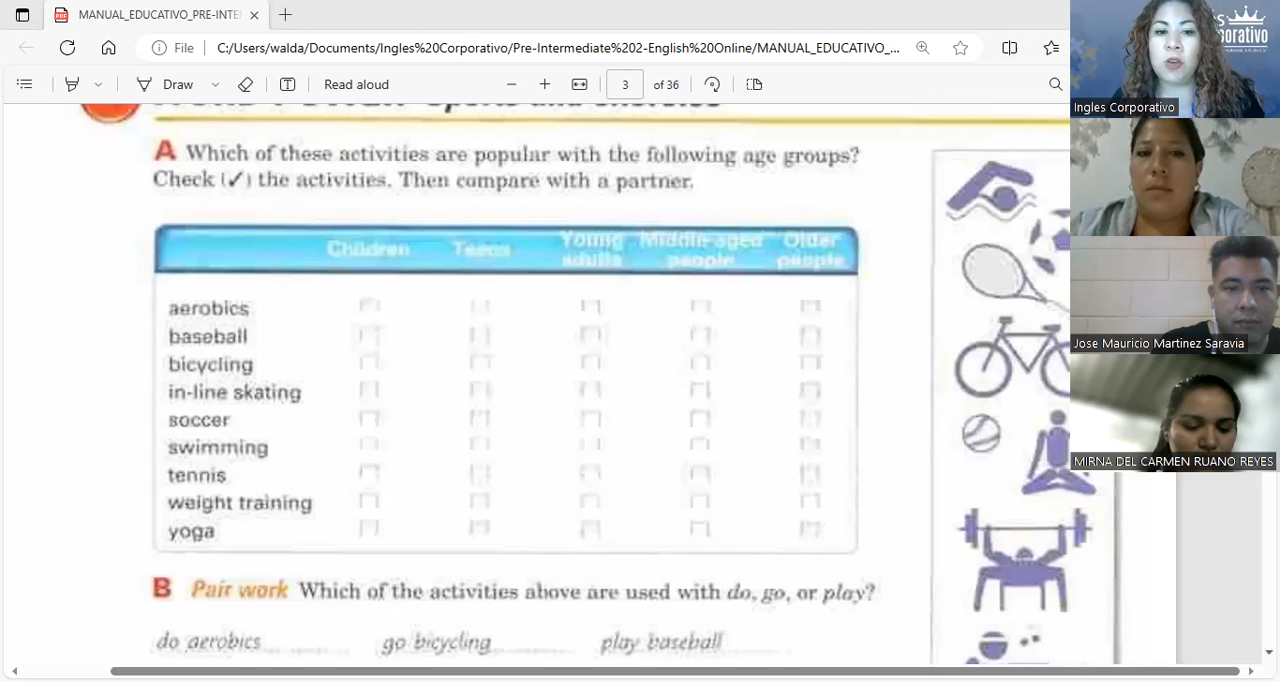 MANUAL_EDUCATIVO_PRE-INTE
File
C:/Users/walda/Documents/Ingles%20Corporativo/Pre-Intermediate%202-English%20Online/MANUAL_EDUCATIVO_...
Draw
Read aloud
3 of 36
A Which of these activities are popular with the following age groups?
Check (✓) the activities. Then compare with a partner.
Children Teens Young adults Middle-aged people Older people
aerobics
baseball
bicycling
in-line skating
soccer
swimming
tennis
weight training
yoga
B Pair work Which of the activities above are used with do, go, or play?
do aerobics go bicycling play baseball
Ingles Corporativo
Jose Mauricio Martinez Saravia
MIRNA DEL CARMEN RUANO REYES